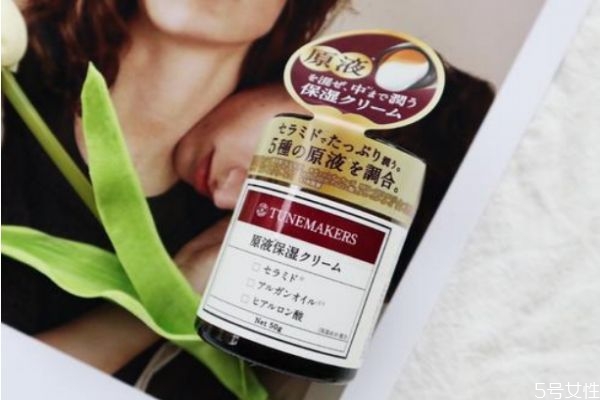 原液
を混ぜ、中まで潤う
保湿クリーム
セラミドでたっぷり潤う。
5種の原液を調合。
TUNEMAKERS
原液保湿クリーム
セラミド
アルガンオイル
ヒアルロン酸
Net 50g
5号女性